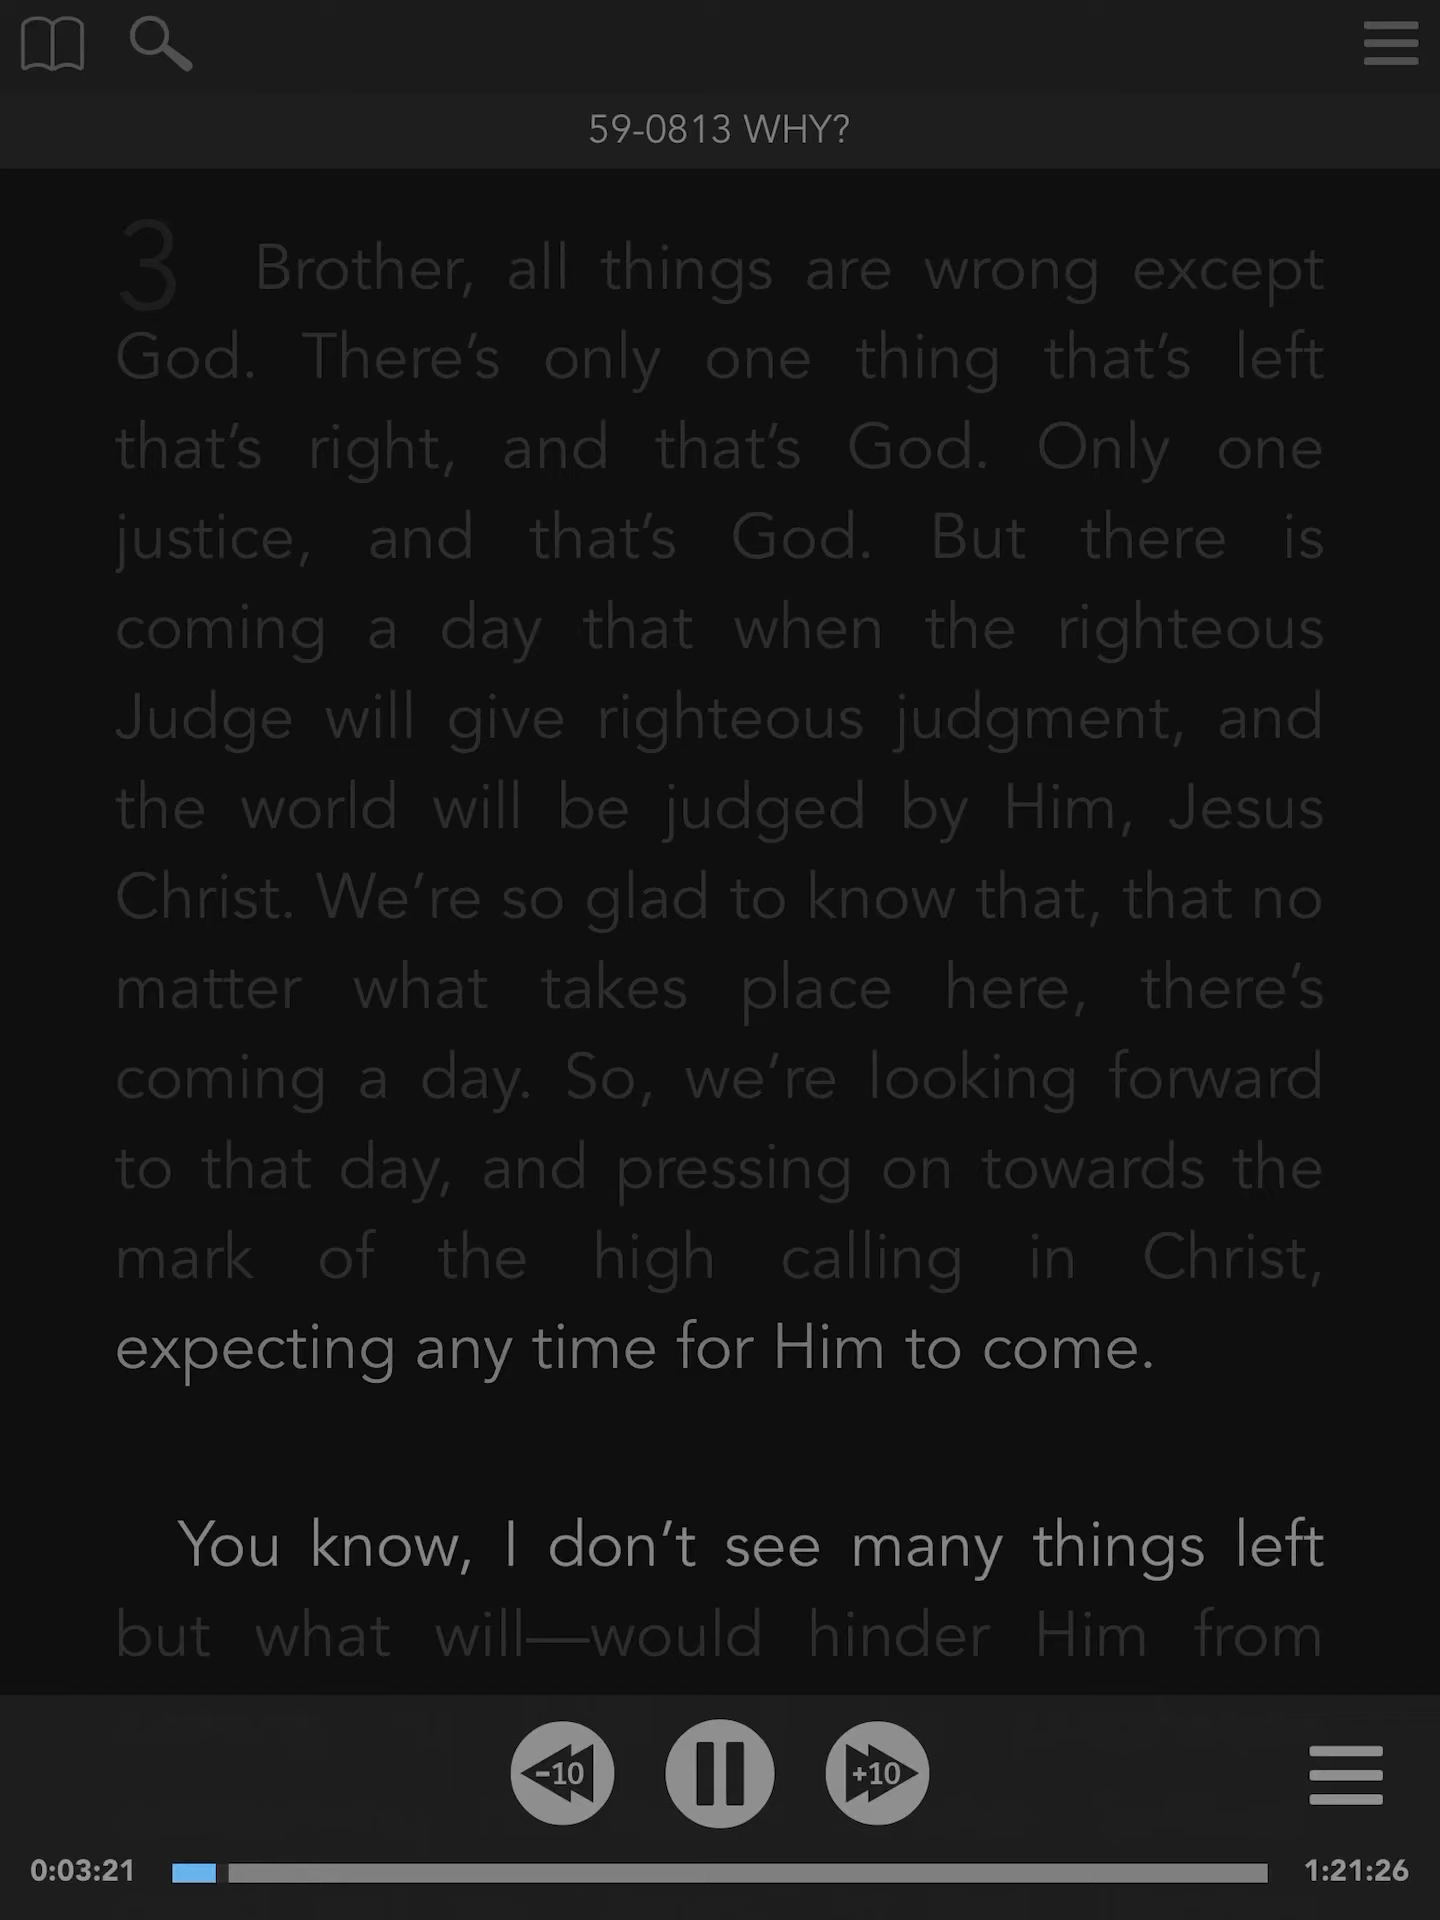 59-0813 WHY?
3 Brother, all things are wrong except
God. There’s only one thing that’s left
that’s right, and that’s God. Only one
justice, and that’s God. But there is
coming a day that when the righteous
Judge will give righteous judgment, and
the world will be judged by Him, Jesus
Christ. We’re so glad to know that, that no
matter what takes place here, there’s
coming a day. So, we’re looking forward
to that day, and pressing on towards the
mark of the high calling in Christ,
expecting any time for Him to come.
You know, I don’t see many things left
but what will—would hinder Him from
-10 +10
0:03:21 1:21:26